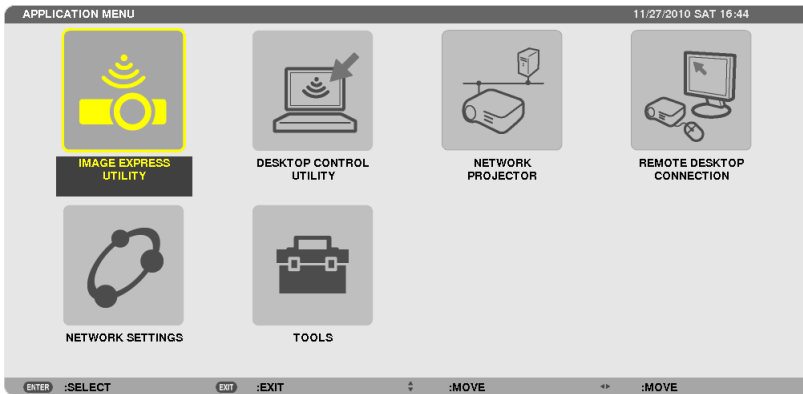 APPLICATION MENU 11/27/2010 SAT 16:44
IMAGE EXPRESS
UTILITY
DESKTOP CONTROL
UTILITY
NETWORK
PROJECTOR
REMOTE DESKTOP
CONNECTION
NETWORK SETTINGS
TOOLS
ENTER :SELECT EXIT :EXIT :MOVE :MOVE